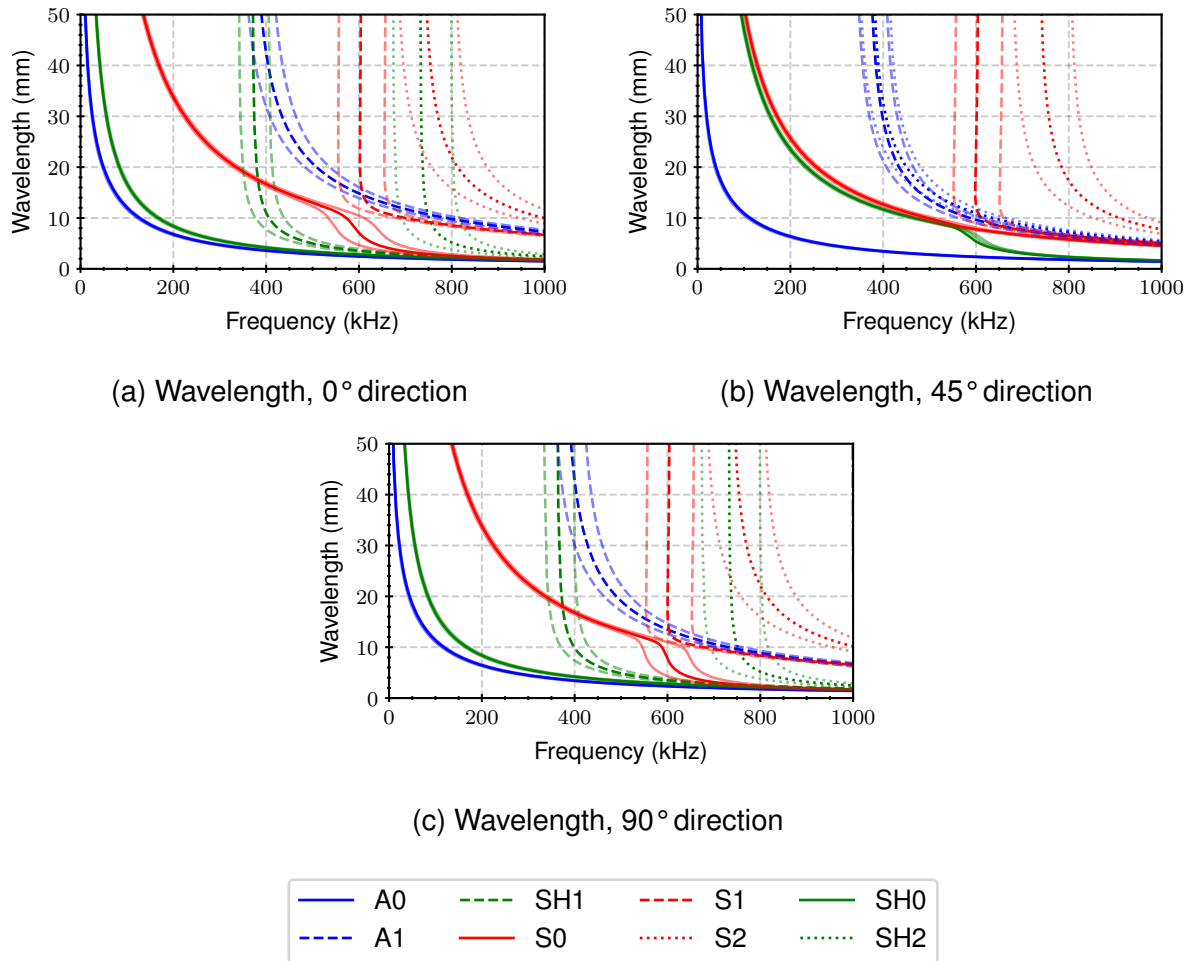 50
40
30
20
10
0
Wavelength (mm)
0 200 400 600 800 1000
Frequency (kHz)
50
40
30
20
10
0
Wavelength (mm)
0 200 400 600 800 1000
Frequency (kHz)
(a) Wavelength, 0° direction
(b) Wavelength, 45° direction
50
40
30
20
10
0
Wavelength (mm)
0 200 400 600 800 1000
Frequency (kHz)
(c) Wavelength, 90° direction
A0 SH1 S1 SH0
A1 S0 S2 SH2